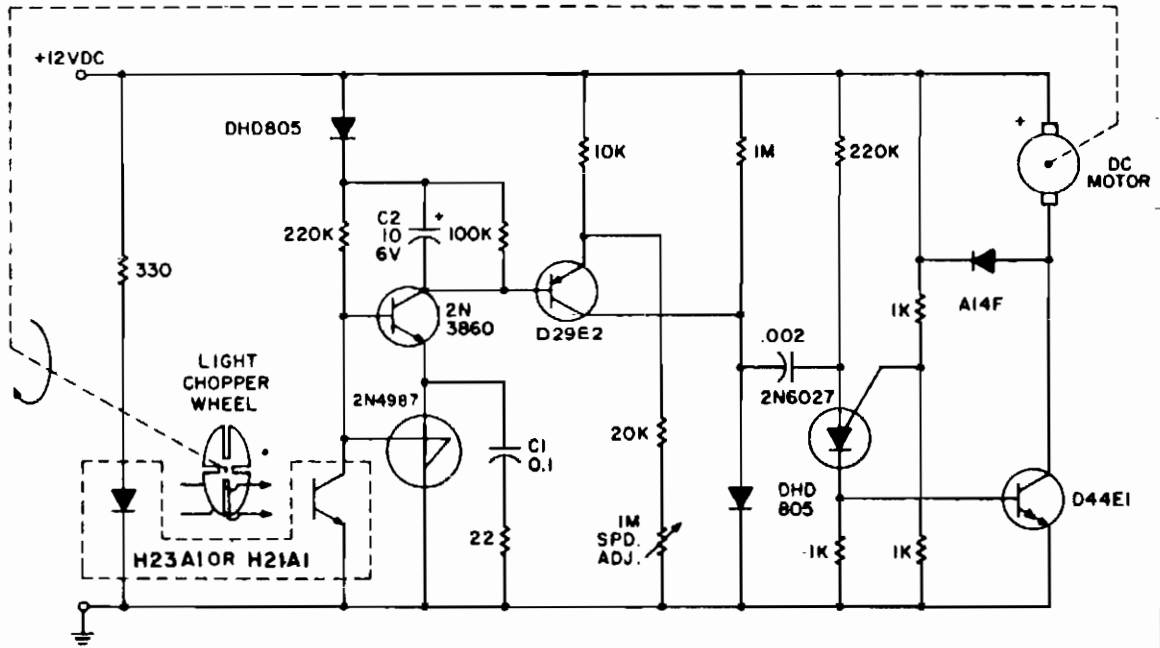 +12VDC
DHD805
330
220K
C2
10
6V
+
100K
10K
1M
220K
+
DC
MOTOR
2N
3860
D29E2
A14F
1K
.002
2N6027
LIGHT
CHOPPER
WHEEL
2N4987
C1
0.1
20K
22
1M
SPD.
ADJ.
DHD
805
1K
1K
D44E1
H23A1 OR H21A1